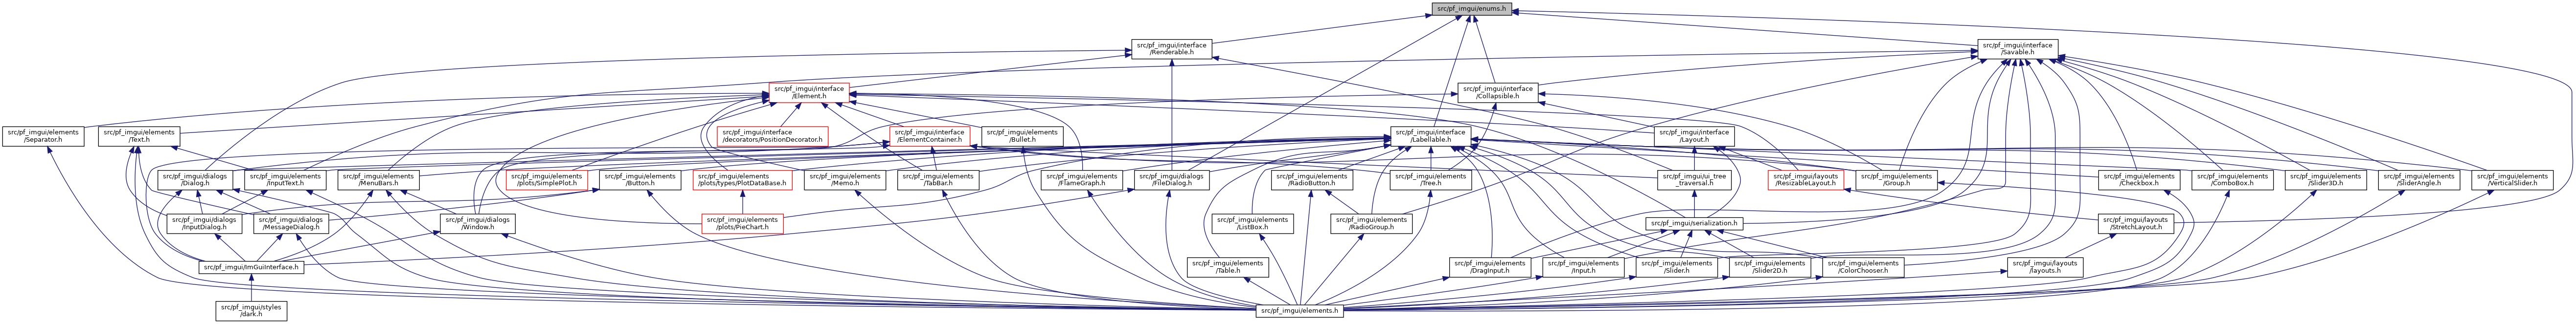 src/pf_imgui/enums.h
src/pf_imgui/interface
/Renderable.h
src/pf_imgui/interface
/Savable.h
src/pf_imgui/interface
/Element.h
src/pf_imgui/interface
/Collapsible.h
src/pf_imgui/elements
/Separator.h
src/pf_imgui/elements
/Text.h
src/pf_imgui/interface
/decorators/PositionDecorator.h
src/pf_imgui/interface
/ElementContainer.h
src/pf_imgui/elements
/Bullet.h
src/pf_imgui/interface
/Labellable.h
src/pf_imgui/interface
/Layout.h
src/pf_imgui/dialogs
/Dialog.h
src/pf_imgui/elements
/InputText.h
src/pf_imgui/elements
/MenuBars.h
src/pf_imgui/elements
/plots/SimplePlot.h
src/pf_imgui/elements
/Button.h
src/pf_imgui/elements
/plots/types/PlotDataBase.h
src/pf_imgui/elements
/Memo.h
src/pf_imgui/elements
/TabBar.h
src/pf_imgui/elements
/FlameGraph.h
src/pf_imgui/dialogs
/FileDialog.h
src/pf_imgui/elements
/RadioButton.h
src/pf_imgui/elements
/Tree.h
src/pf_imgui/ui_tree
_traversal.h
src/pf_imgui/layouts
/ResizableLayout.h
src/pf_imgui/elements
/Group.h
src/pf_imgui/elements
/Checkbox.h
src/pf_imgui/elements
/ComboBox.h
src/pf_imgui/elements
/Slider3D.h
src/pf_imgui/elements
/SliderAngle.h
src/pf_imgui/elements
/VerticalSlider.h
src/pf_imgui/dialogs
/InputDialog.h
src/pf_imgui/dialogs
/MessageDialog.h
src/pf_imgui/dialogs
/Window.h
src/pf_imgui/elements
/plots/PieChart.h
src/pf_imgui/elements
/ListBox.h
src/pf_imgui/elements
/RadioGroup.h
src/pf_imgui/serialization.h
src/pf_imgui/layouts
/StretchLayout.h
src/pf_imgui/ImGuiInterface.h
src/pf_imgui/elements
/Table.h
src/pf_imgui/elements
/DragInput.h
src/pf_imgui/elements
/Input.h
src/pf_imgui/elements
/Slider.h
src/pf_imgui/elements
/Slider2D.h
src/pf_imgui/elements
/ColorChooser.h
src/pf_imgui/layouts
/layouts.h
src/pf_imgui/styles
/dark.h
src/pf_imgui/elements.h